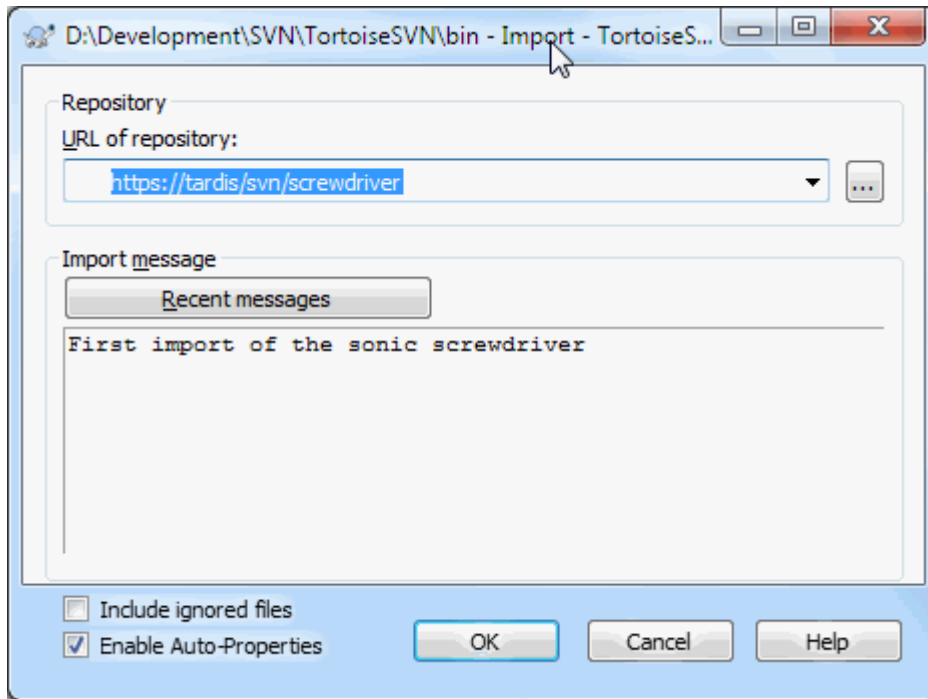 D:\Development\SVN\TortoiseSVN\bin - Import - TortoiseS...
Repository
URL of repository:
https://tardis/svn/screwdriver
...
Import message
Recent messages
First import of the sonic screwdriver
Include ignored files
Enable Auto-Properties
OK Cancel Help